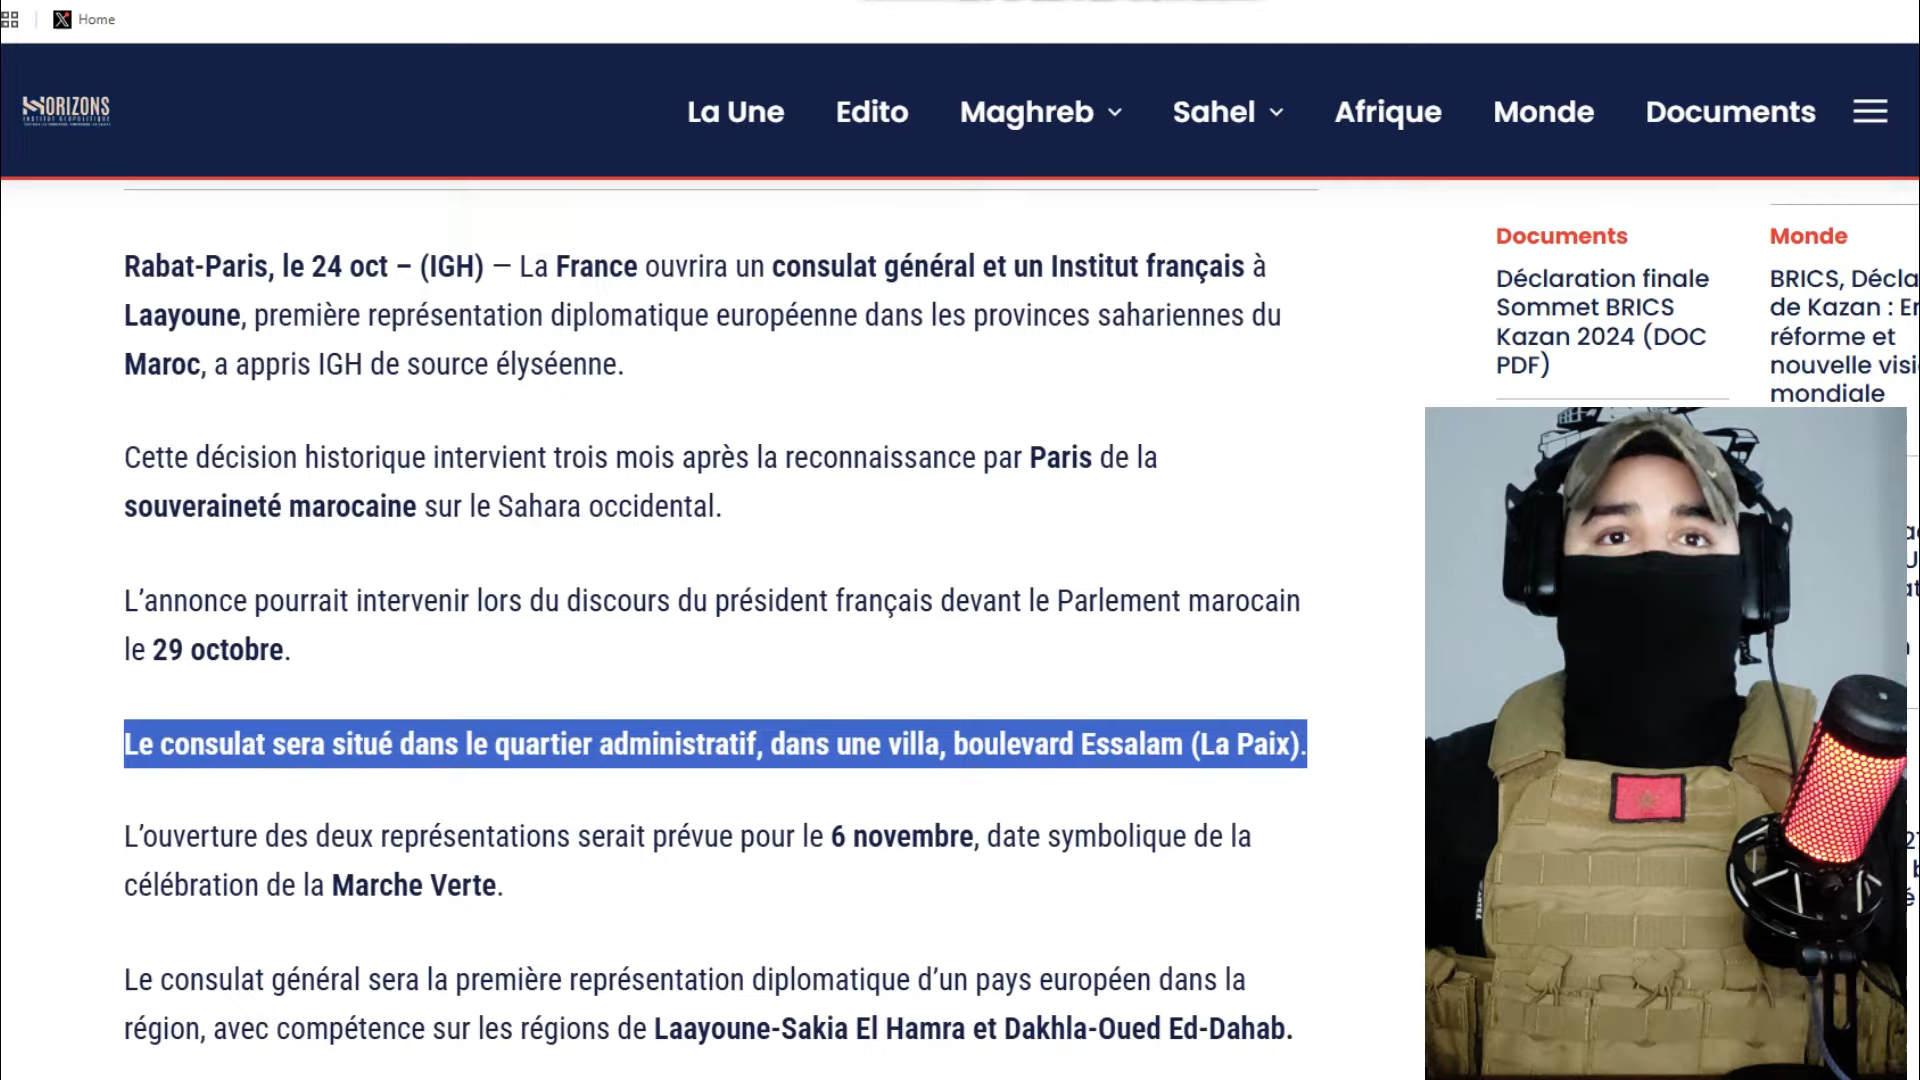 Home
HORIZONS
INSTITUT GEOPOLITIQUE
La Une
Edito
Maghreb
Sahel
Afrique
Monde
Documents
Rabat-Paris, le 24 oct – (IGH) — La France ouvrira un consulat général et un Institut français à
Laayoune, première représentation diplomatique européenne dans les provinces sahariennes du
Maroc, a appris IGH de source élyséenne.
Cette décision historique intervient trois mois après la reconnaissance par Paris de la
souveraineté marocaine sur le Sahara occidental.
L’annonce pourrait intervenir lors du discours du président français devant le Parlement marocain
le 29 octobre.
Le consulat sera situé dans le quartier administratif, dans une villa, boulevard Essalam (La Paix).
L’ouverture des deux représentations serait prévue pour le 6 novembre, date symbolique de la
célébration de la Marche Verte.
Le consulat général sera la première représentation diplomatique d’un pays européen dans la
région, avec compétence sur les régions de Laayoune-Sakia El Hamra et Dakhla-Oued Ed-Dahab.
Documents
Déclaration finale
Sommet BRICS
Kazan 2024 (DOC
PDF)
Monde
BRICS, Décla
de Kazan : En
réforme et
nouvelle visi
mondiale